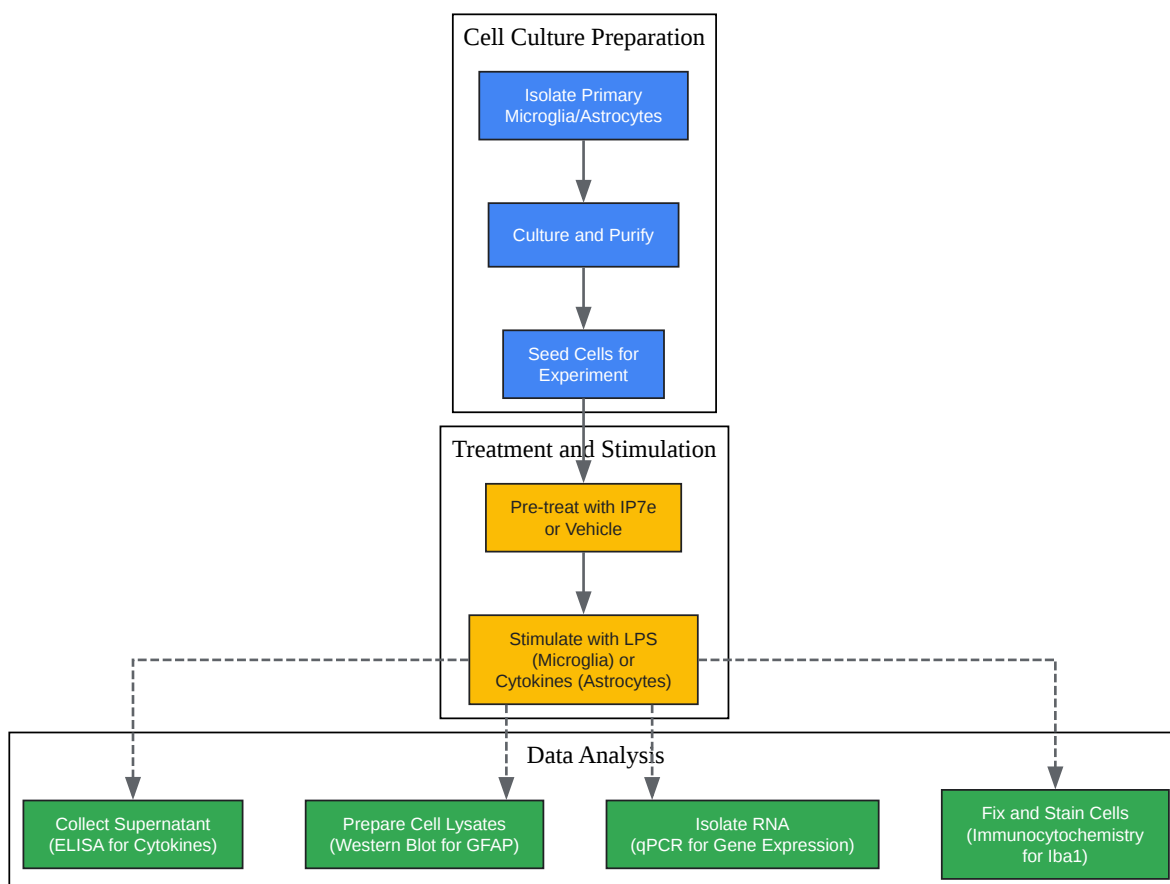 Cell Culture Preparation
Isolate Primary
Microglia/Astrocytes
Culture and Purify
Seed Cells for
Experiment
Treatment and Stimulation
Pre-treat with IP7e
or Vehicle
Stimulate with LPS
(Microglia) or
Cytokines (Astrocytes)
Data Analysis
Collect Supernatant
(ELISA for Cytokines)
Prepare Cell Lysates
(Western Blot for GFAP)
Isolate RNA
(qPCR for Gene Expression)
Fix and Stain Cells
(Immunocytochemistry
for Iba1)